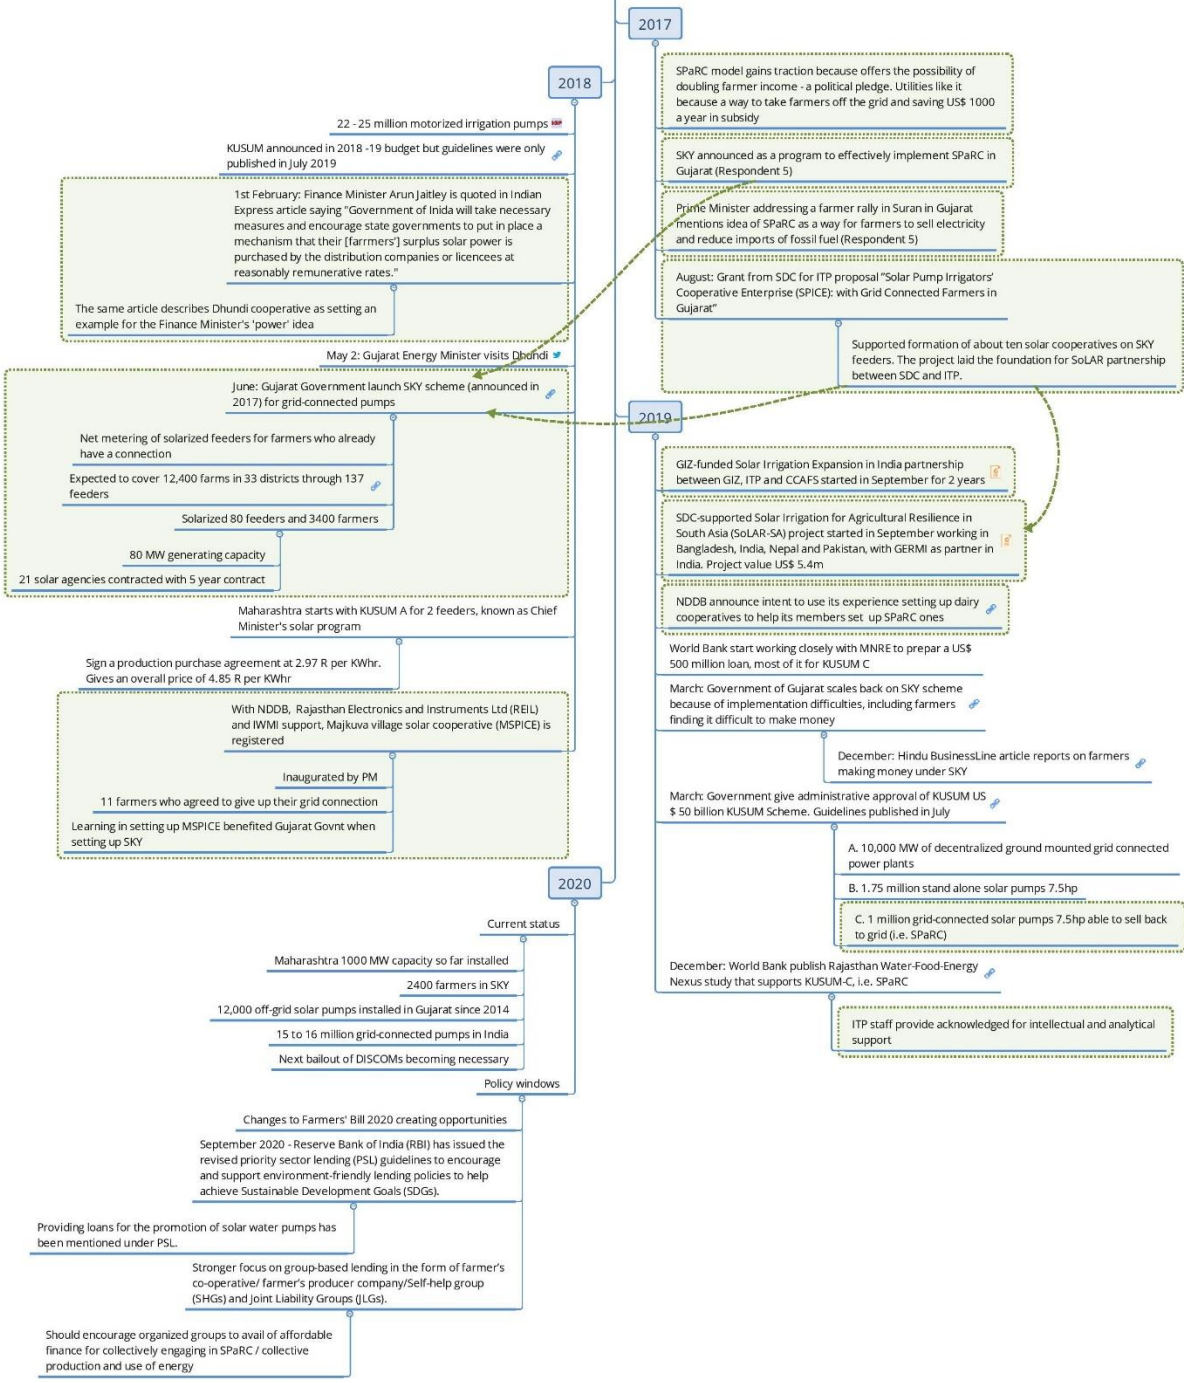 2017
SPaRC model gains traction because offers the possibility of
doubling farmer income - a political pledge. Utilities like it
because a way to take farmers off the grid and saving US$ 1000
a year in subsidy
SKY announced as a program to effectively implement SPaRC in
Gujarat (Respondent 5)
Prime Minister addressing a farmer rally in Suran in Gujarat
mentions idea of SPaRC as a way for farmers to sell electricity
and reduce imports of fossil fuel (Respondent 5)
August: Grant from SDC for ITP proposal "Solar Pump Irrigators'
Cooperative Enterprise (SPICE): with Grid Connected Farmers in
Gujarat"
Supported formation of about ten solar cooperatives on SKY
feeders. The project laid the foundation for SoLAR partnership
between SDC and ITP.
2018
22 - 25 million motorized irrigation pumps
KUSUM announced in 2018 -19 budget but guidelines were only
published in July 2019
1st February: Finance Minister Arun Jaitley is quoted in Indian
Express article saying "Government of Inidia will take necessary
measures and encourage state governments to put in place a
mechanism that their [farrmers'] surplus solar power is
purchased by the distribution companies or licencees at
reasonably remunerative rates."
The same article describes Dhundi cooperative as setting an
example for the Finance Minister's 'power' idea
May 2: Gujarat Energy Minister visits Dhundi
June: Gujarat Government launch SKY scheme (announced in
2017) for grid-connected pumps
Net metering of solarized feeders for farmers who already
have a connection
Expected to cover 12,400 farms in 33 districts through 137
feeders
Solarized 80 feeders and 3400 farmers
80 MW generating capacity
21 solar agencies contracted with 5 year contract
Maharashtra starts with KUSUM A for 2 feeders, known as Chief
Minister's solar program
Sign a production purchase agreement at 2.97 R per KWhr.
Gives an overall price of 4.85 R per KWhr
With NDDB, Rajasthan Electronics and Instruments Ltd (REIL)
and IWMI support, Majkuva village solar cooperative (MSPICE) is
registered
Inaugurated by PM
11 farmers who agreed to give up their grid connection
Learning in setting up MSPICE benefited Gujarat Govnt when
setting up SKY
2019
GIZ-funded Solar Irrigation Expansion in India partnership
between GIZ, ITP and CCAFS started in September for 2 years
SDC-supported Solar Irrigation for Agricultural Resilience in
South Asia (SoLAR-SA) project started in September working in
Bangladesh, India, Nepal and Pakistan, with GERMI as partner in
India. Project value US$ 5.4m
NDDB announce intent to use its experience setting up dairy
cooperatives to help its members set up SPaRC ones
World Bank start working closely with MNRE to prepar a US$
500 million loan, most of it for KUSUM C
March: Government of Gujarat scales back on SKY scheme
because of implementation difficulties, including farmers
finding it difficult to make money
December: Hindu BusinessLine article reports on farmers
making money under SKY
March: Government give administrative approval of KUSUM US
$ 50 billion KUSUM Scheme. Guidelines published in July
A. 10,000 MW of decentralized ground mounted grid connected
power plants
B. 1.75 million stand alone solar pumps 7.5hp
C. 1 million grid-connected solar pumps 7.5hp able to sell back
to grid (i.e. SPaRC)
December: World Bank publish Rajasthan Water-Food-Energy
Nexus study that supports KUSUM-C, i.e. SPaRC
ITP staff provide acknowledged for intellectual and analytical
support
2020
Current status
Maharashtra 1000 MW capacity so far installed
2400 farmers in SKY
12,000 off-grid solar pumps installed in Gujarat since 2014
15 to 16 million grid-connected pumps in India
Next bailout of DISCOMs becoming necessary
Policy windows
Changes to Farmers' Bill 2020 creating opportunities
September 2020 - Reserve Bank of India (RBI) has issued the
revised priority sector lending (PSL) guidelines to encourage
and support environment-friendly lending policies to help
achieve Sustainable Development Goals (SDGs).
Providing loans for the promotion of solar water pumps has
been mentioned under PSL.
Stronger focus on group-based lending in the form of farmer's
co-operative/ farmer's producer company/Self-help group
(SHGs) and Joint Liability Groups (JLGs).
Should encourage organized groups to avail of affordable
finance for collectively engaging in SPaRC / collective
production and use of energy